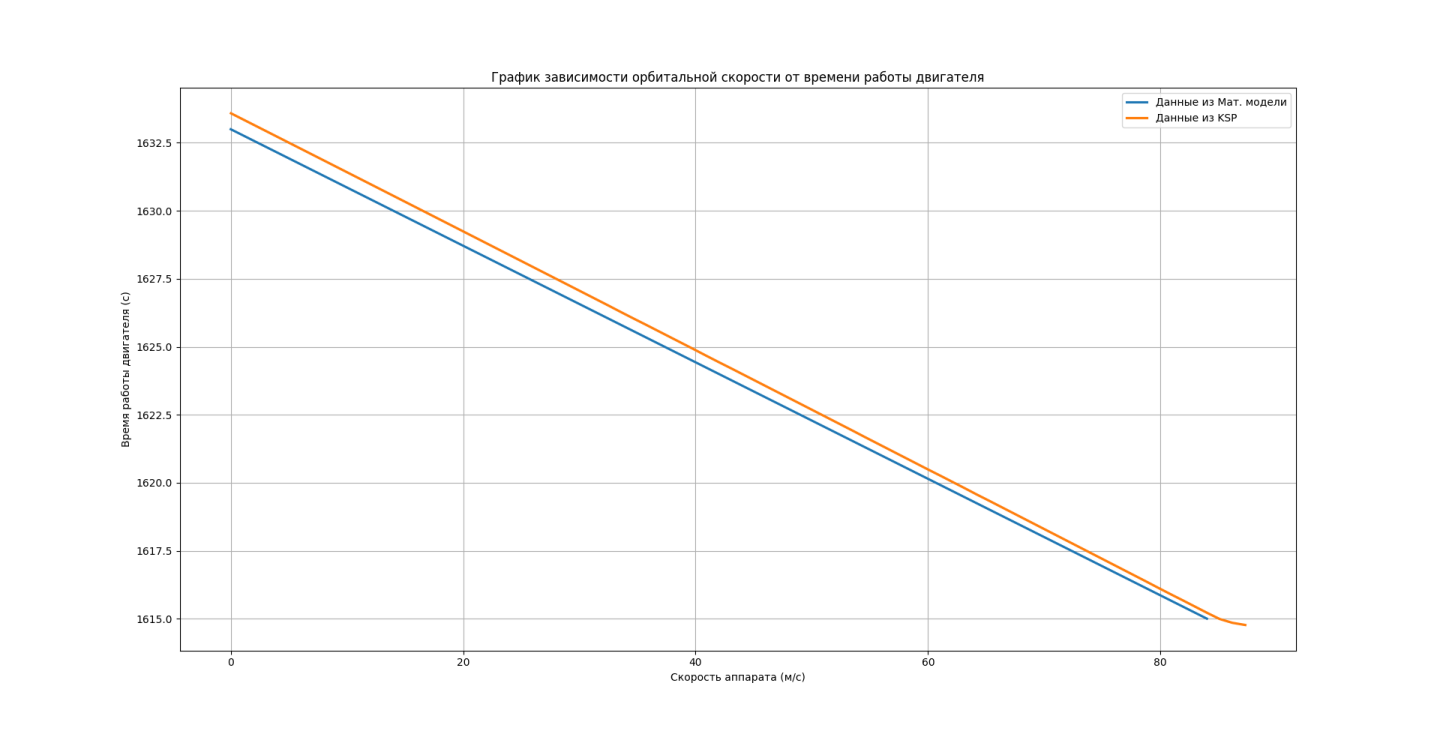 График зависимости орбитальной скорости от времени работы двигателя
Данные из Мат. модели
Данные из KSP
1632.5
1630.0
1627.5
1625.0
1622.5
1620.0
1617.5
1615.0
Время работы двигателя (с)
0 20 40 60 80
Скорость аппарата (м/с)